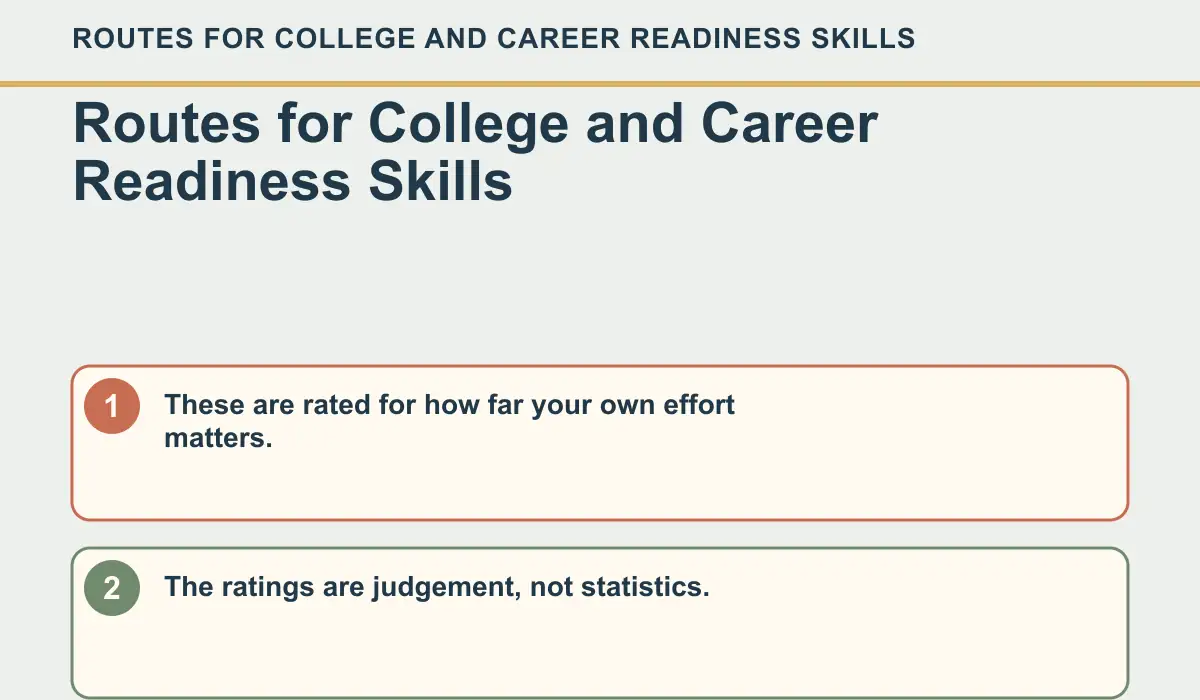 ROUTES FOR COLLEGE AND CAREER READINESS SKILLS
Routes for College and Career
Readiness Skills
1
These are rated for how far your own effort
matters.
2
The ratings are judgement, not statistics.